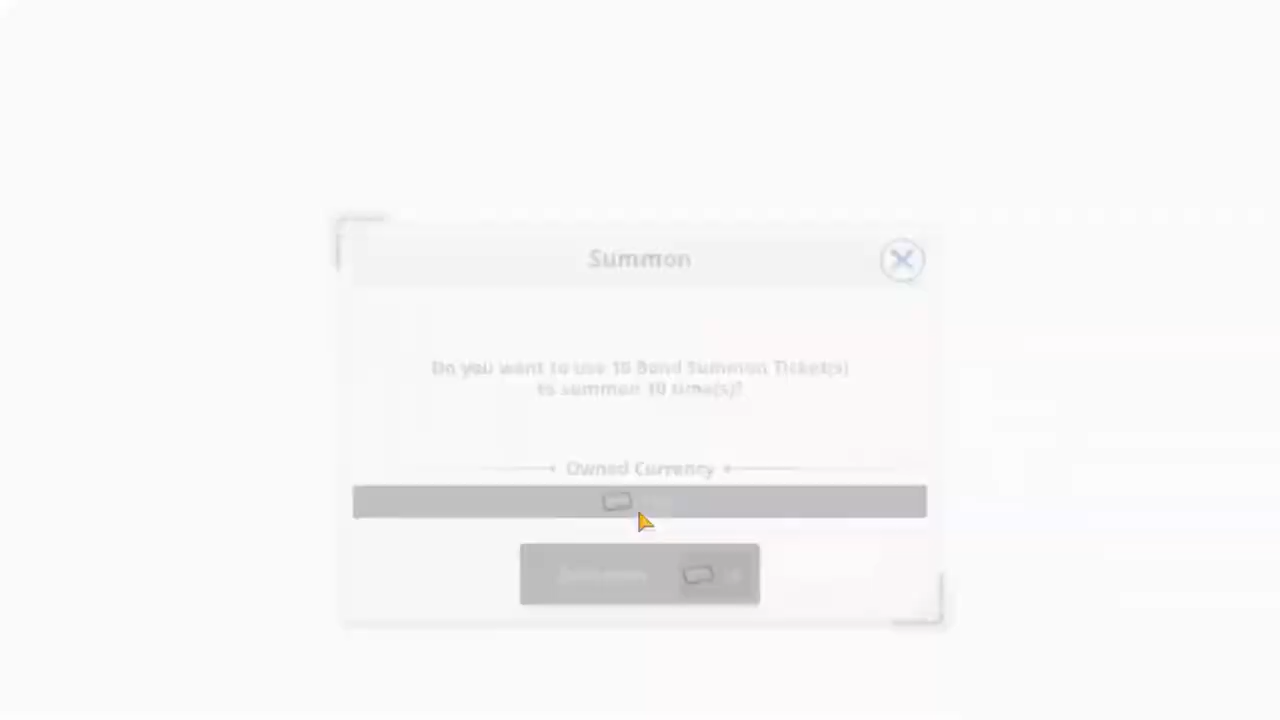 Summon
Do you want to use 10 Bond Summon Ticket(s)
to summon 10 time(s)?
Owned Currency